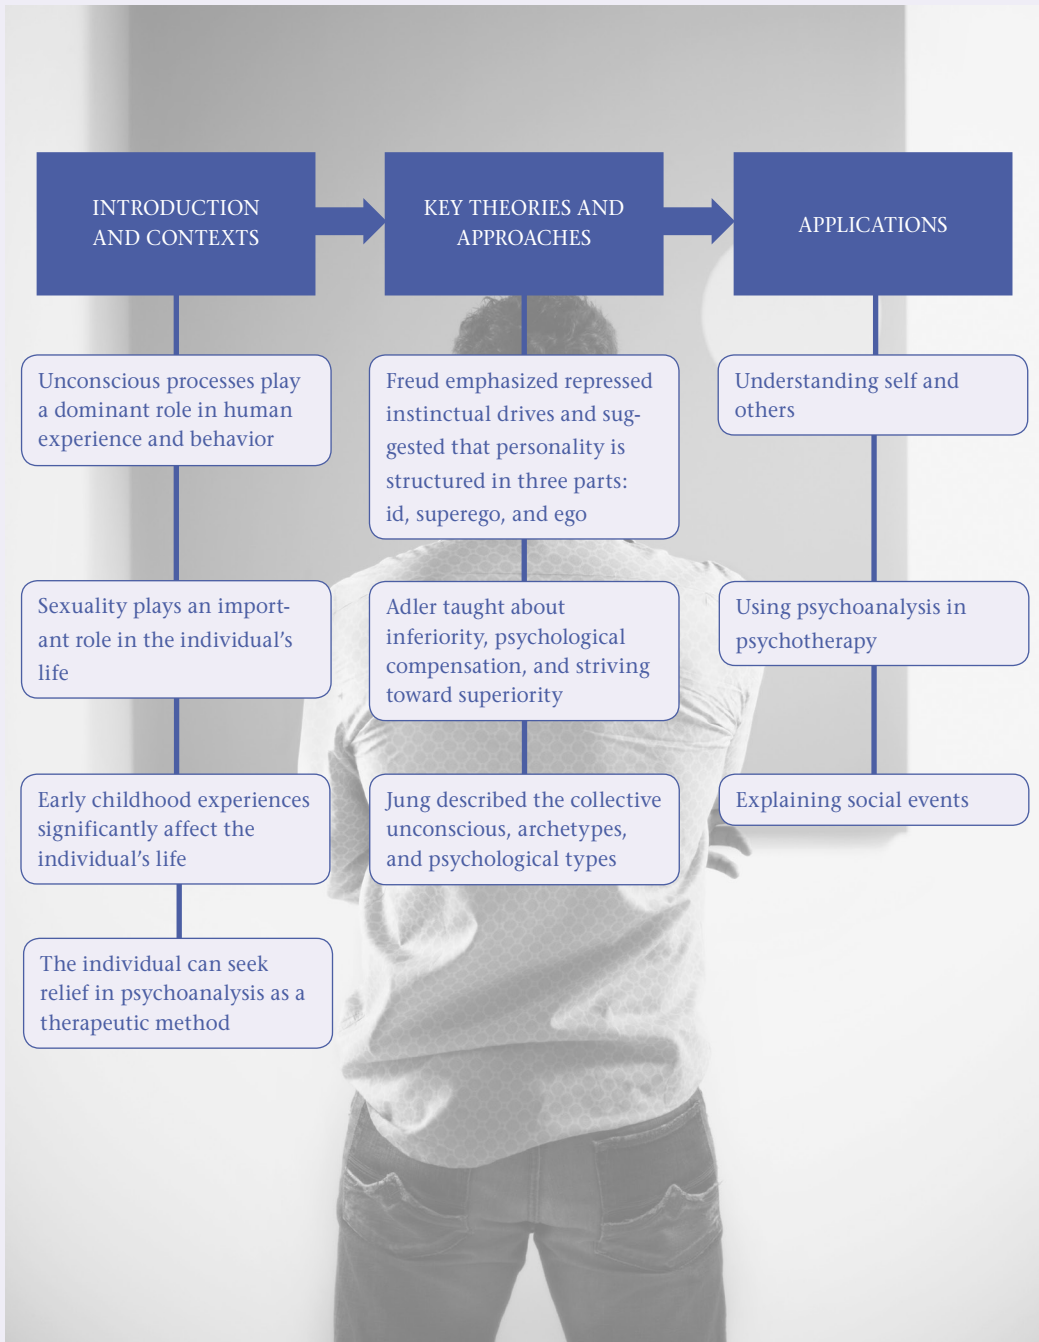 INTRODUCTION
AND CONTEXTS
Unconscious processes play
a dominant role in human
experience and behavior
Sexuality plays an import-
ant role in the individual’s
life
Early childhood experiences
significantly affect the
individual’s life
The individual can seek
relief in psychoanalysis as a
therapeutic method
KEY THEORIES AND
APPROACHES
Freud emphasized repressed
instinctual drives and sug-
gested that personality is
structured in three parts:
id, superego, and ego
Adler taught about
inferiority, psychological
compensation, and striving
toward superiority
Jung described the collective
unconscious, archetypes,
and psychological types
APPLICATIONS
Understanding self and
others
Using psychoanalysis in
psychotherapy
Explaining social events